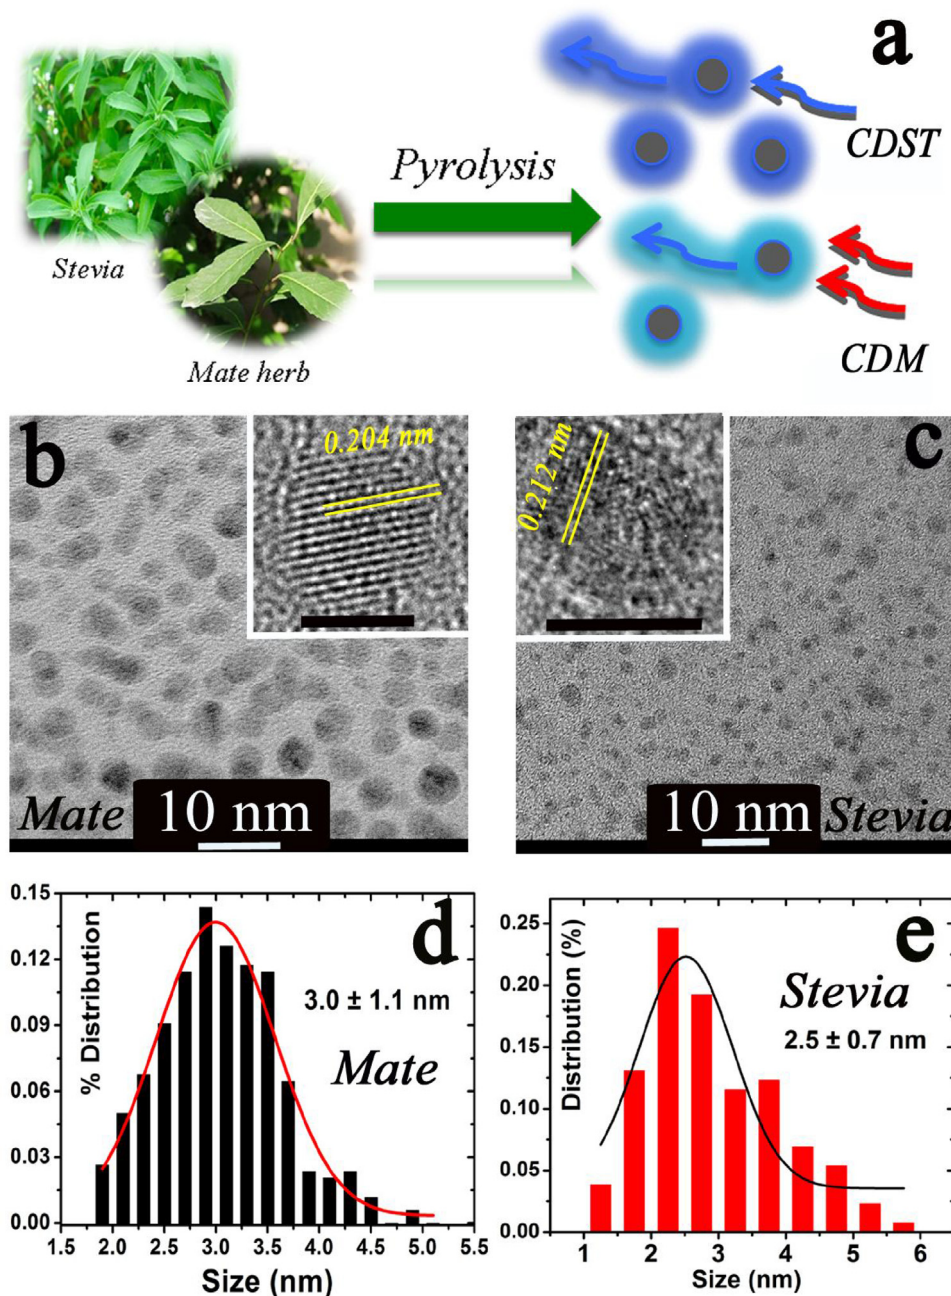 a
Pyrolysis
CDST
Stevia
CDM
Mate herb
b
0.204 nm
Mate
10 nm
c
0.212 nm
10 nm
Stevia
d
0.15
0.12
0.09
0.06
0.03
0.00
% Distribution
3.0 ± 1.1 nm
Mate
1.5 2.0 2.5 3.0 3.5 4.0 4.5 5.0 5.5
Size (nm)
e
0.25
0.20
0.15
0.10
0.05
0.00
Distribution (%)
Stevia
2.5 ± 0.7 nm
1 2 3 4 5 6
Size (nm)